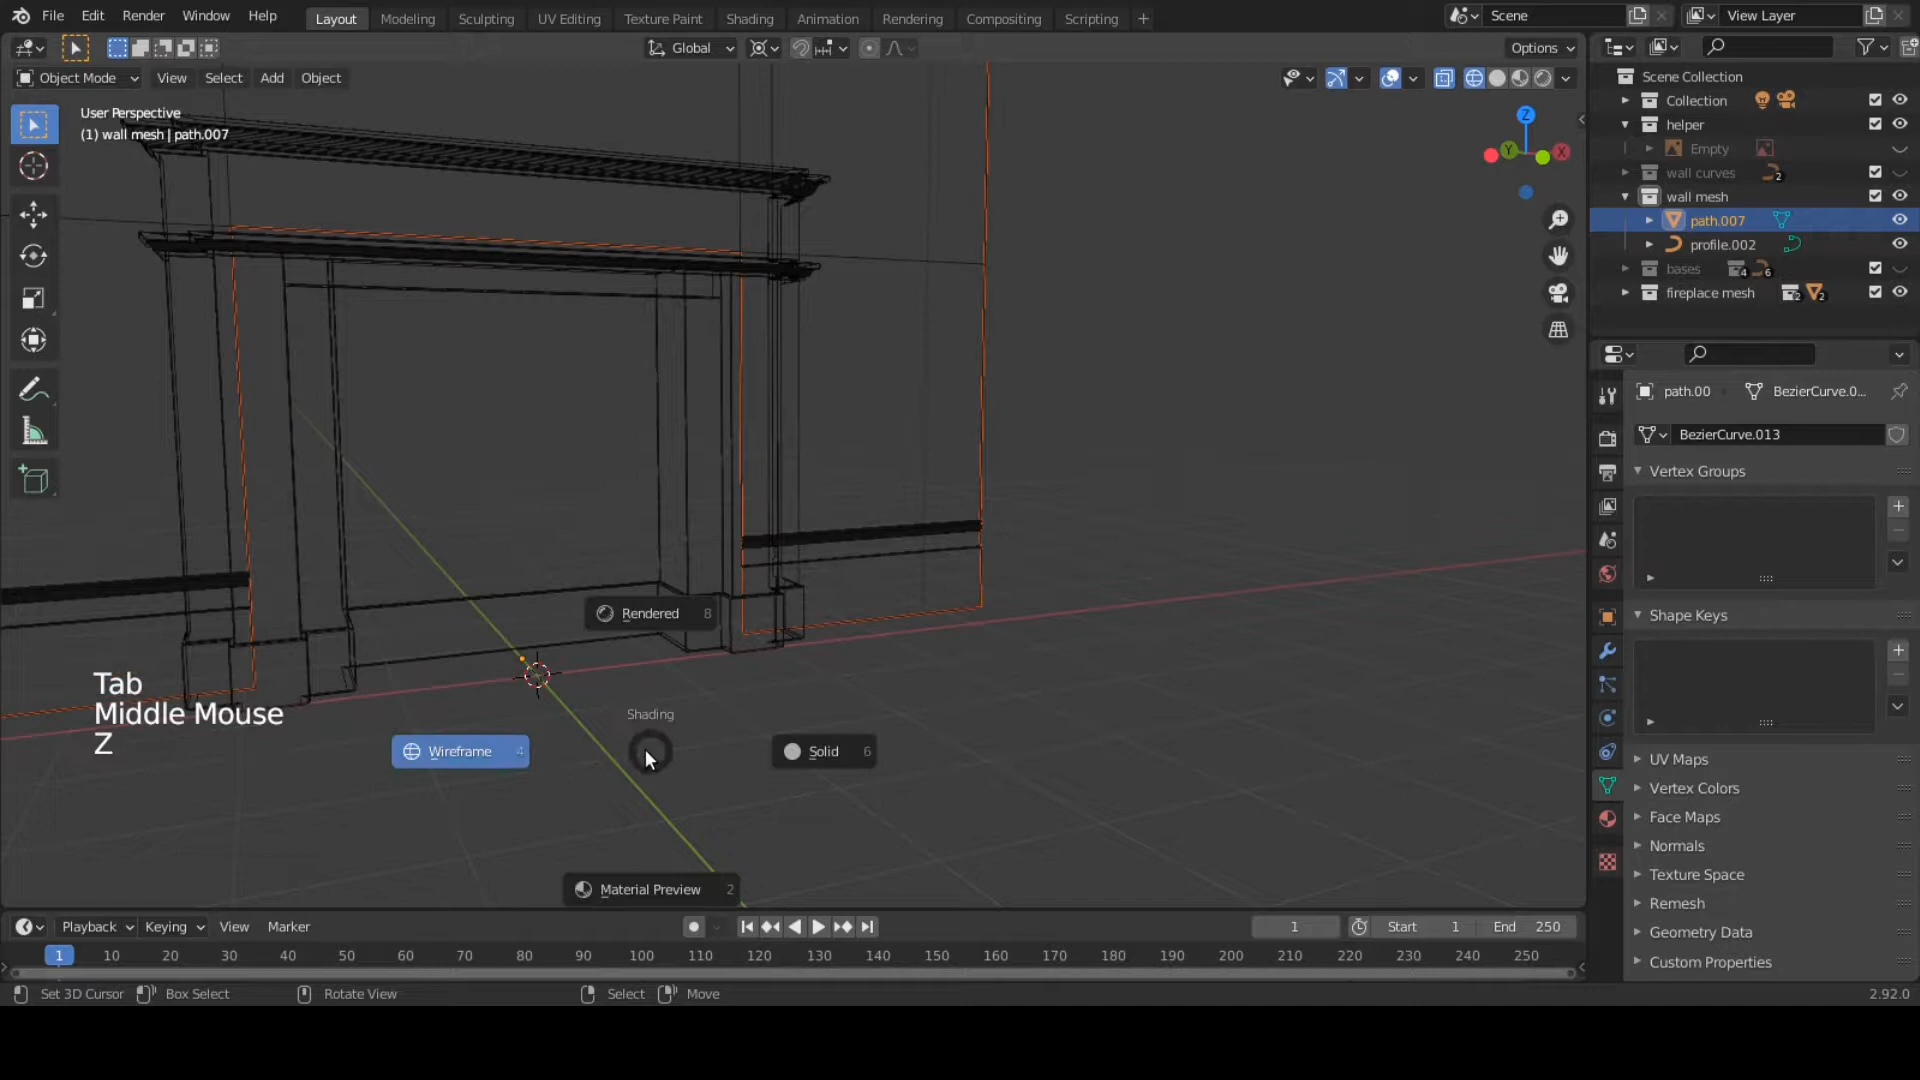 File Edit Render Window Help Layout Modeling Sculpting UV Editing Texture Paint Shading Animation Rendering Compositing Scripting + Scene View Layer
Global Options
Object Mode View Select Add Object
User Perspective
(1) wall mesh | path.007
Z
Y
X
Scene Collection
Collection
helper
Empty
wall curves 2
wall mesh
path.007
profile.002
bases 4 6
fireplace mesh 2 2
path.00 BezierCurve.0...
BezierCurve.013
Vertex Groups
Shape Keys
UV Maps
Vertex Colors
Face Maps
Normals
Texture Space
Remesh
Geometry Data
Custom Properties
Rendered 8
Shading
Wireframe 4
Solid 6
Material Preview 2
Tab
Middle Mouse
Z
Playback Keying View Marker 1 Start 1 End 250
1 10 20 30 40 50 60 70 80 90 100 110 120 130 140 150 160 170 180 190 200 210 220 230 240 250
Set 3D Cursor Box Select Rotate View Select Move 2.92.0